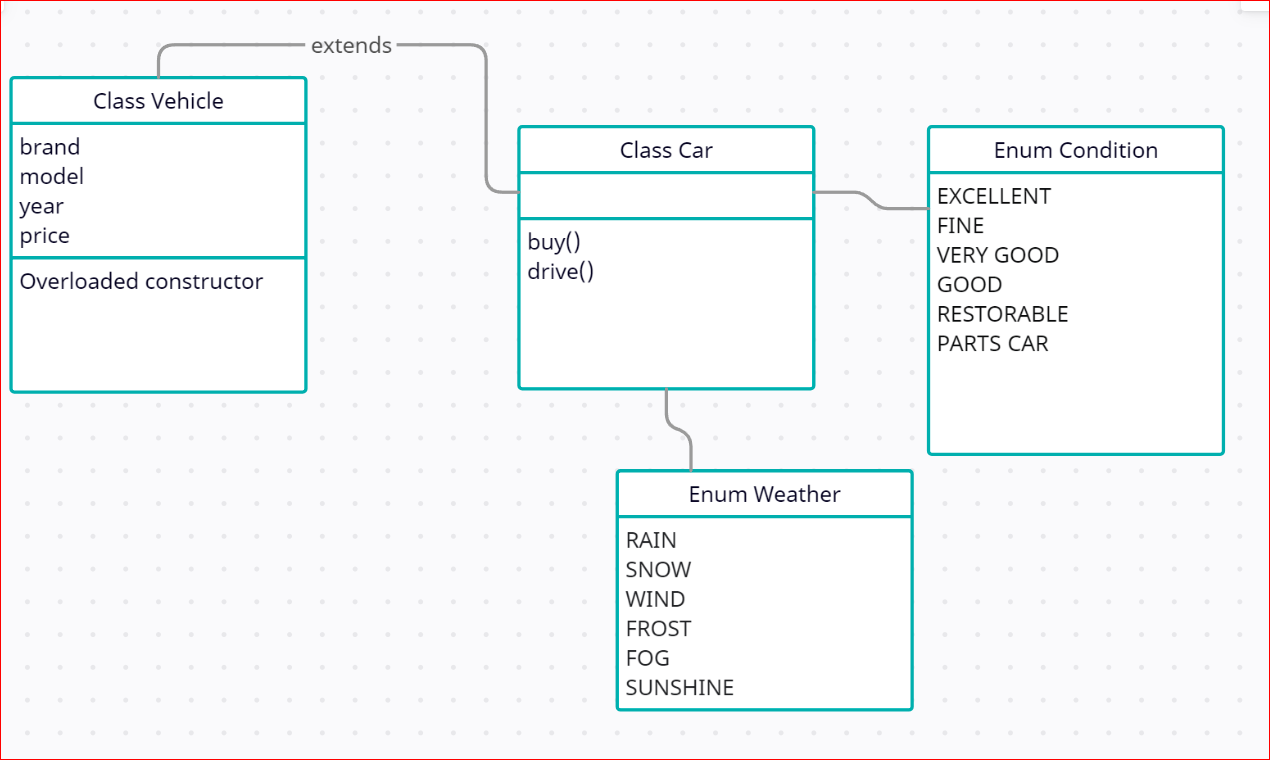 extends
Class Vehicle
brand
model
year
price
Overloaded constructor
Class Car
buy()
drive()
Enum Condition
EXCELLENT
FINE
VERY GOOD
GOOD
RESTORABLE
PARTS CAR
Enum Weather
RAIN
SNOW
WIND
FROST
FOG
SUNSHINE